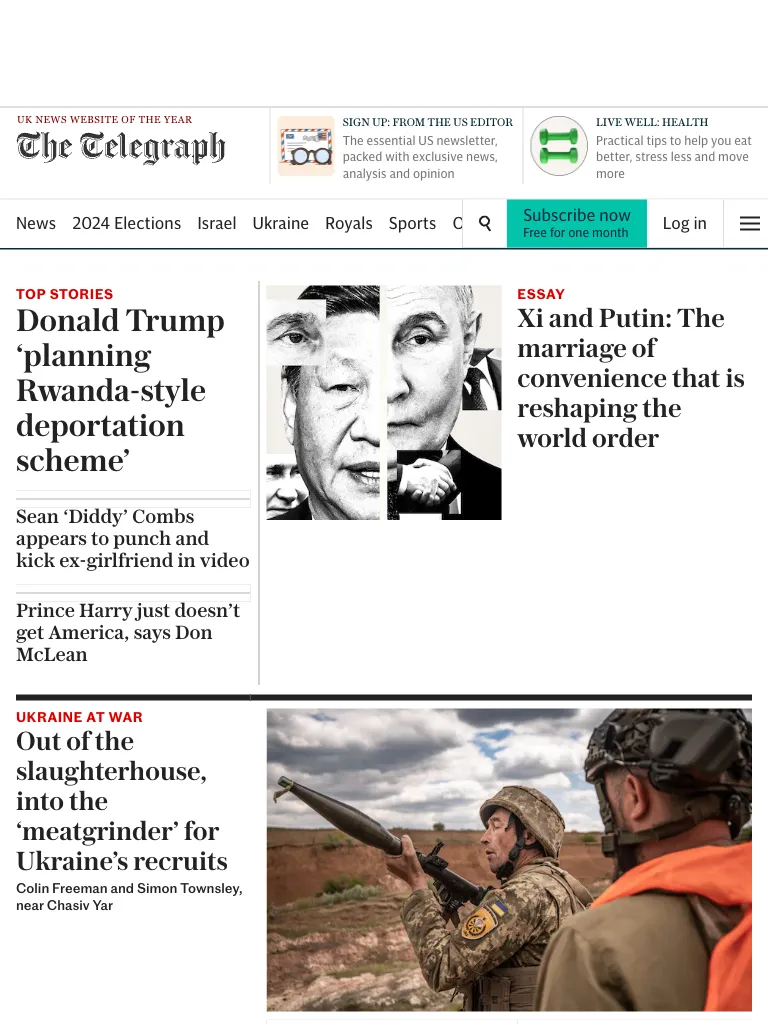 UK NEWS WEBSITE OF THE YEAR
The Telegraph
SIGN UP: FROM THE US EDITOR
The essential US newsletter,
packed with exclusive news,
analysis and opinion
LIVE WELL: HEALTH
Practical tips to help you eat
better, stress less and move
more
News 2024 Elections Israel Ukraine Royals Sports
Subscribe now
Free for one month
Log in
TOP STORIES
Donald Trump
‘planning
Rwanda-style
deportation
scheme’
Sean ‘Diddy’ Combs
appears to punch and
kick ex-girlfriend in video
Prince Harry just doesn’t
get America, says Don
McLean
ESSAY
Xi and Putin: The
marriage of
convenience that is
reshaping the
world order
UKRAINE AT WAR
Out of the
slaughterhouse,
into the
‘meatgrinder’ for
Ukraine’s recruits
Colin Freeman and Simon Townsley,
near Chasiv Yar